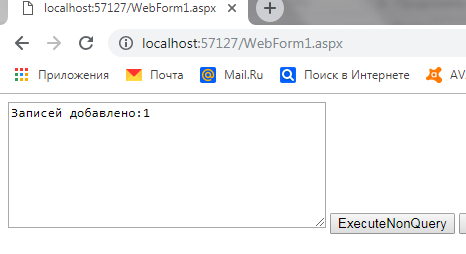 localhost:57127/WebForm1.aspx
localhost:57127/WebForm1.aspx
Приложения Почта Mail.Ru Поиск в Интернете AV
Записей добавлено:1
ExecuteNonQuery